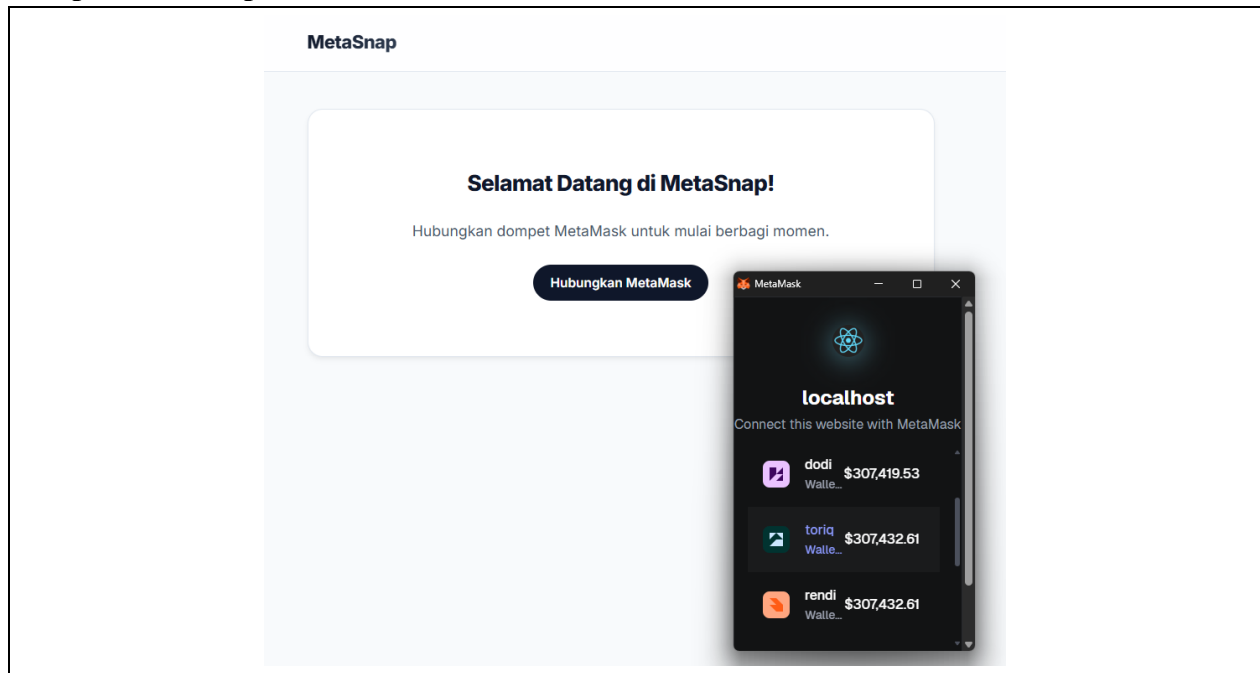 MetaSnap
Selamat Datang di MetaSnap!
Hubungkan dompet MetaMask untuk mulai berbagi momen.
Hubungkan MetaMask
MetaMask
localhost
Connect this website with MetaMask
dodi
Walle... $307,419.53
toriq
Walle... $307,432.61
rendi
Walle... $307,432.61